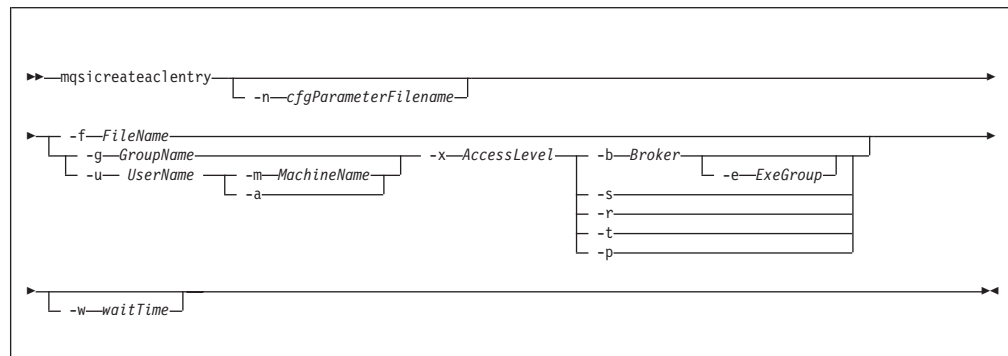 mqsicreateaclentry
-n cfgParameterFilename
-f FileName
-g GroupName -x AccessLevel -b Broker
-u UserName -m MachineName -e ExeGroup
-a -s
-r
-t
-p
-w waitTime